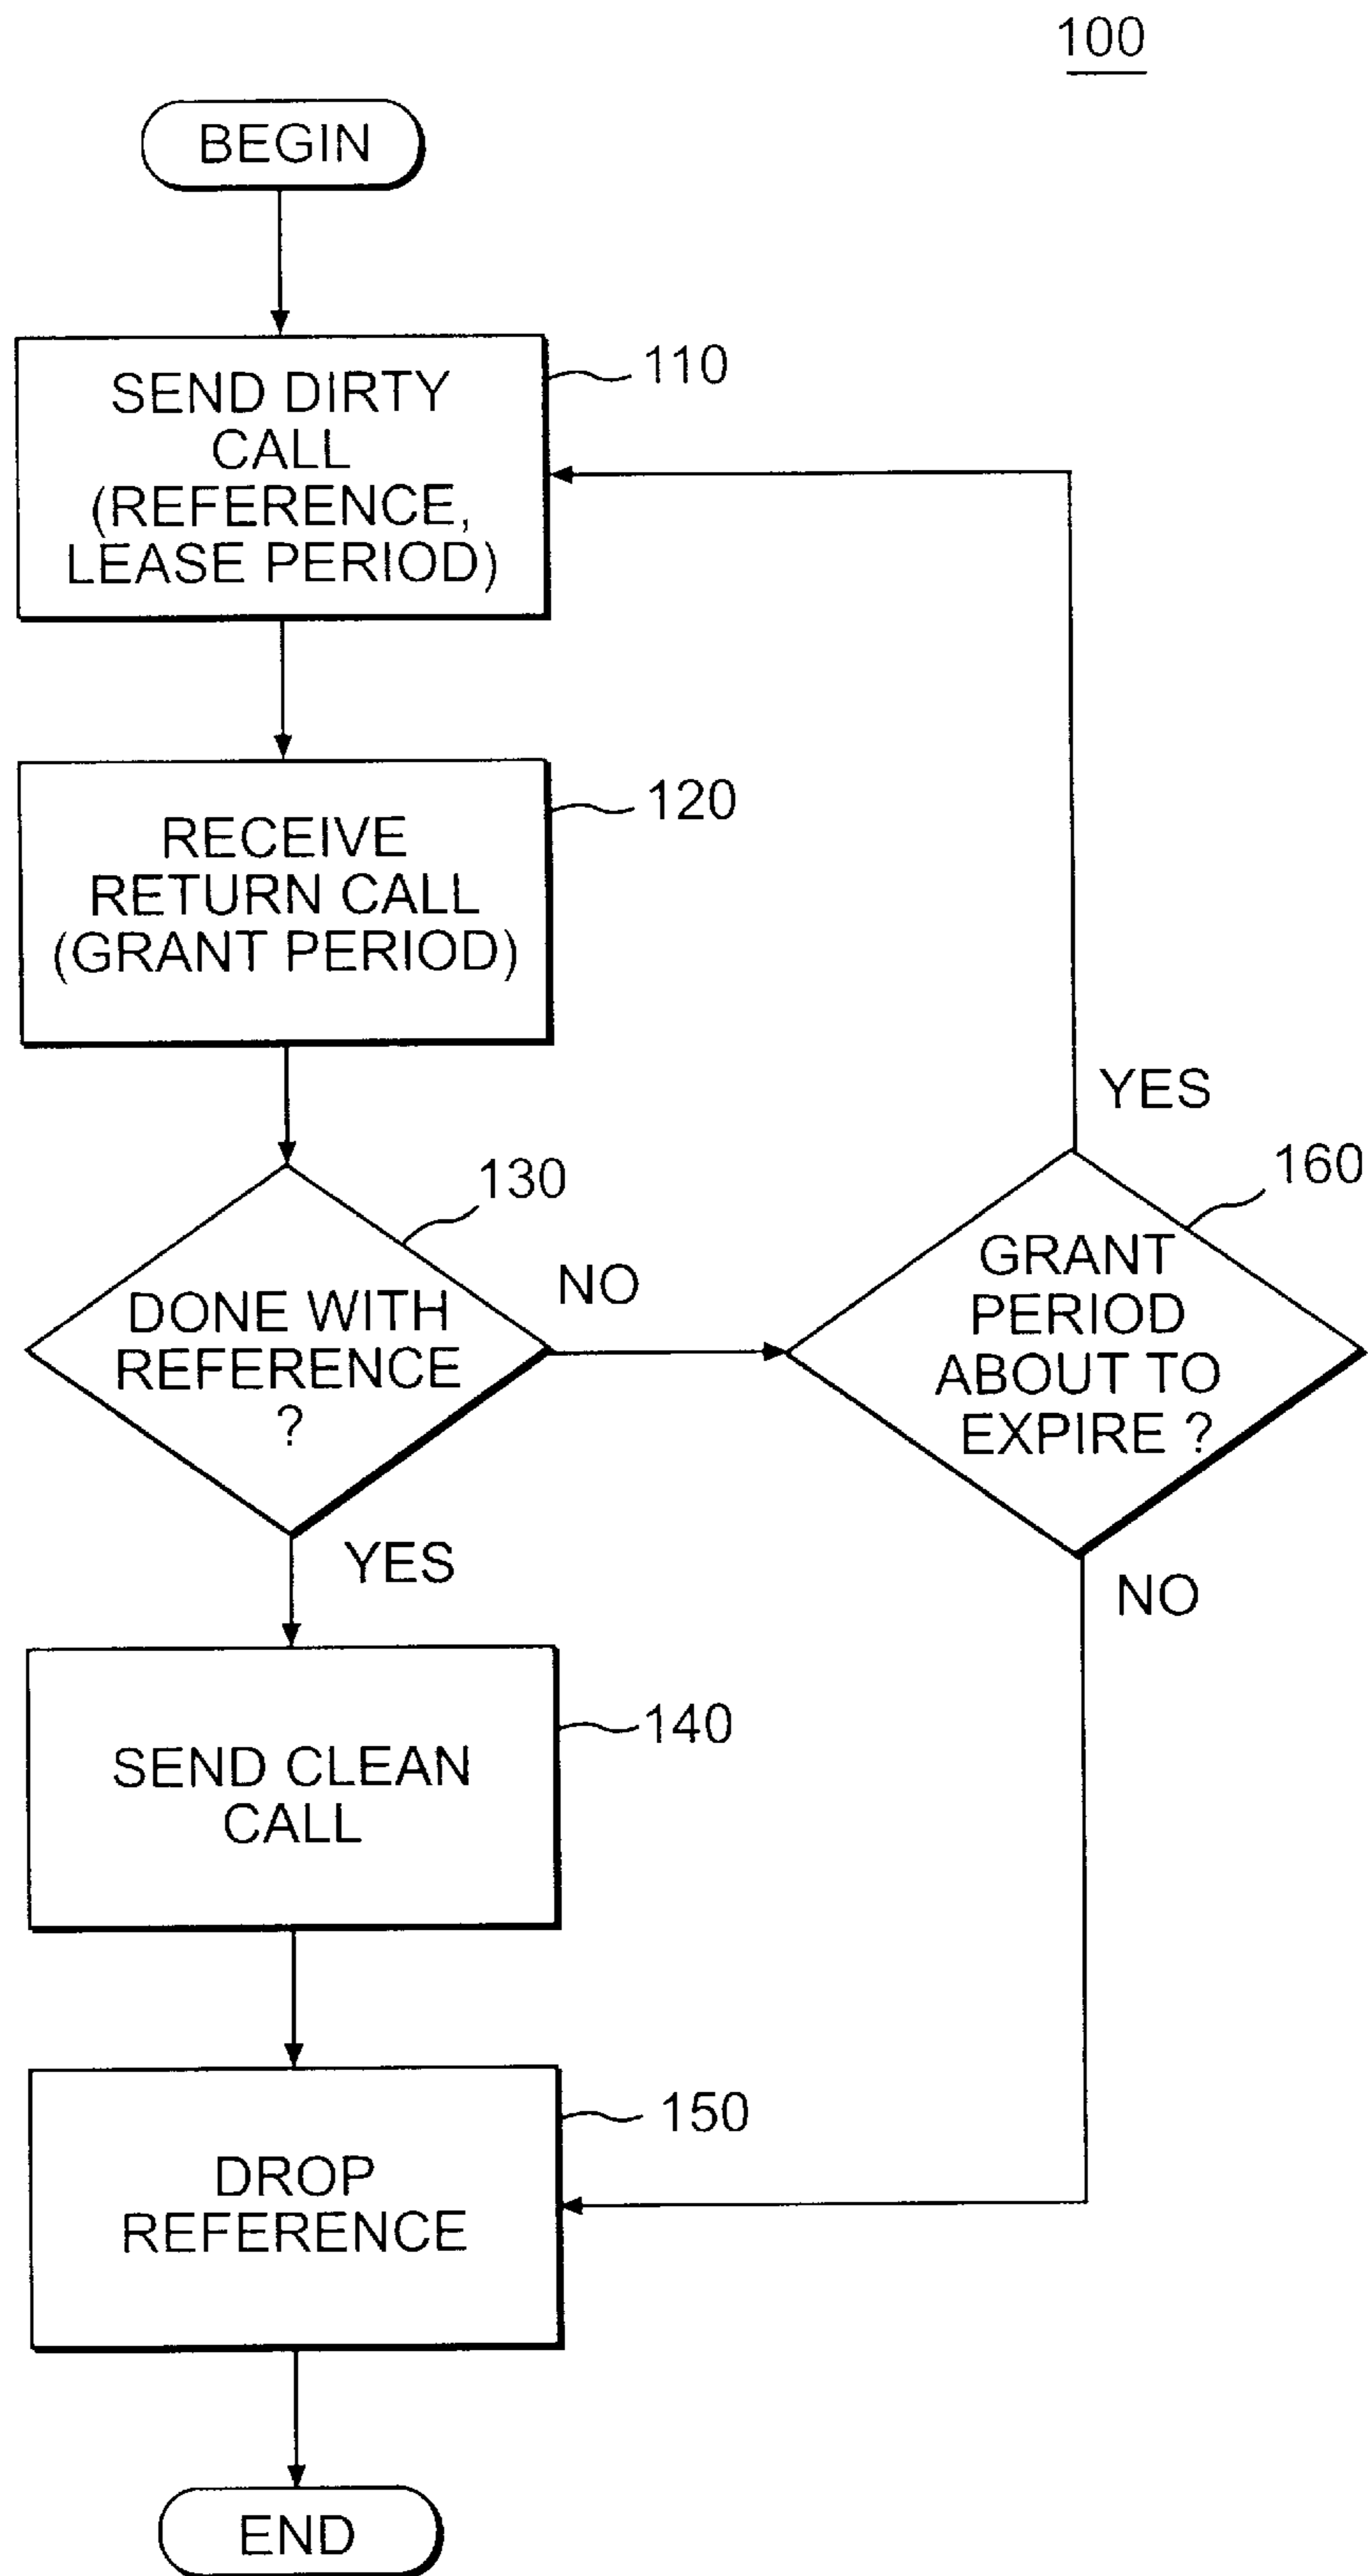 100
BEGIN
SEND DIRTY
CALL
(REFERENCE,
LEASE PERIOD)
110
RECEIVE
RETURN CALL
(GRANT PERIOD)
120
DONE WITH
REFERENCE
?
130
NO
YES
GRANT
PERIOD
ABOUT TO
EXPIRE ?
160
YES
NO
SEND CLEAN
CALL
140
DROP
REFERENCE
150
END